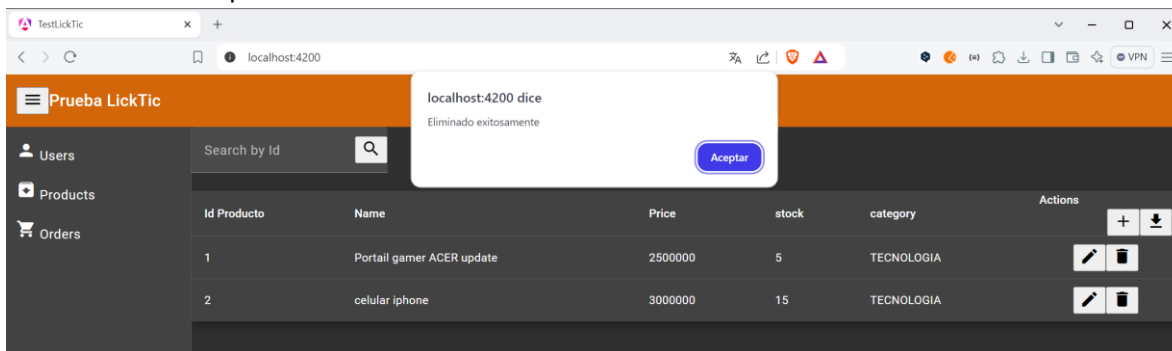 TestLickTic
localhost:4200
VPN
Prueba LickTic
localhost:4200 dice
Eliminado exitosamente
Aceptar
Users
Products
Orders
Search by Id
Id Producto Name Price stock category Actions
1 Portail gamer ACER update 2500000 5 TECNOLOGIA
2 celular iphone 3000000 15 TECNOLOGIA